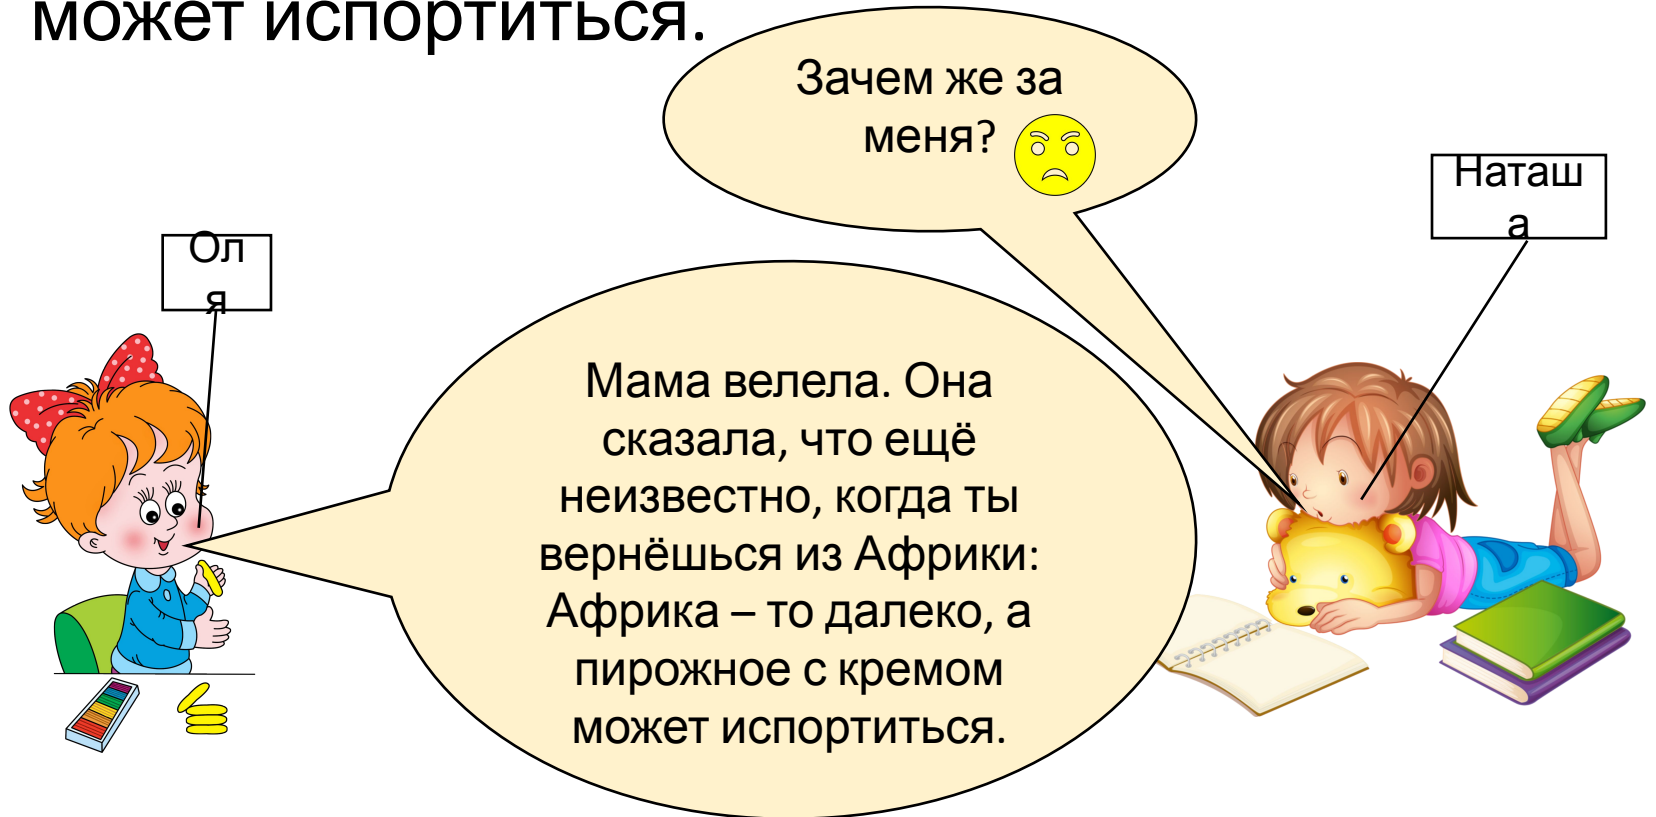 может испортиться.
Зачем же за
меня?
Наташ
а
Ол
я
Мама велела. Она
сказала, что ещё
неизвестно, когда ты
вернёшься из Африки:
Африка – то далеко, а
пирожное с кремом
может испортиться.